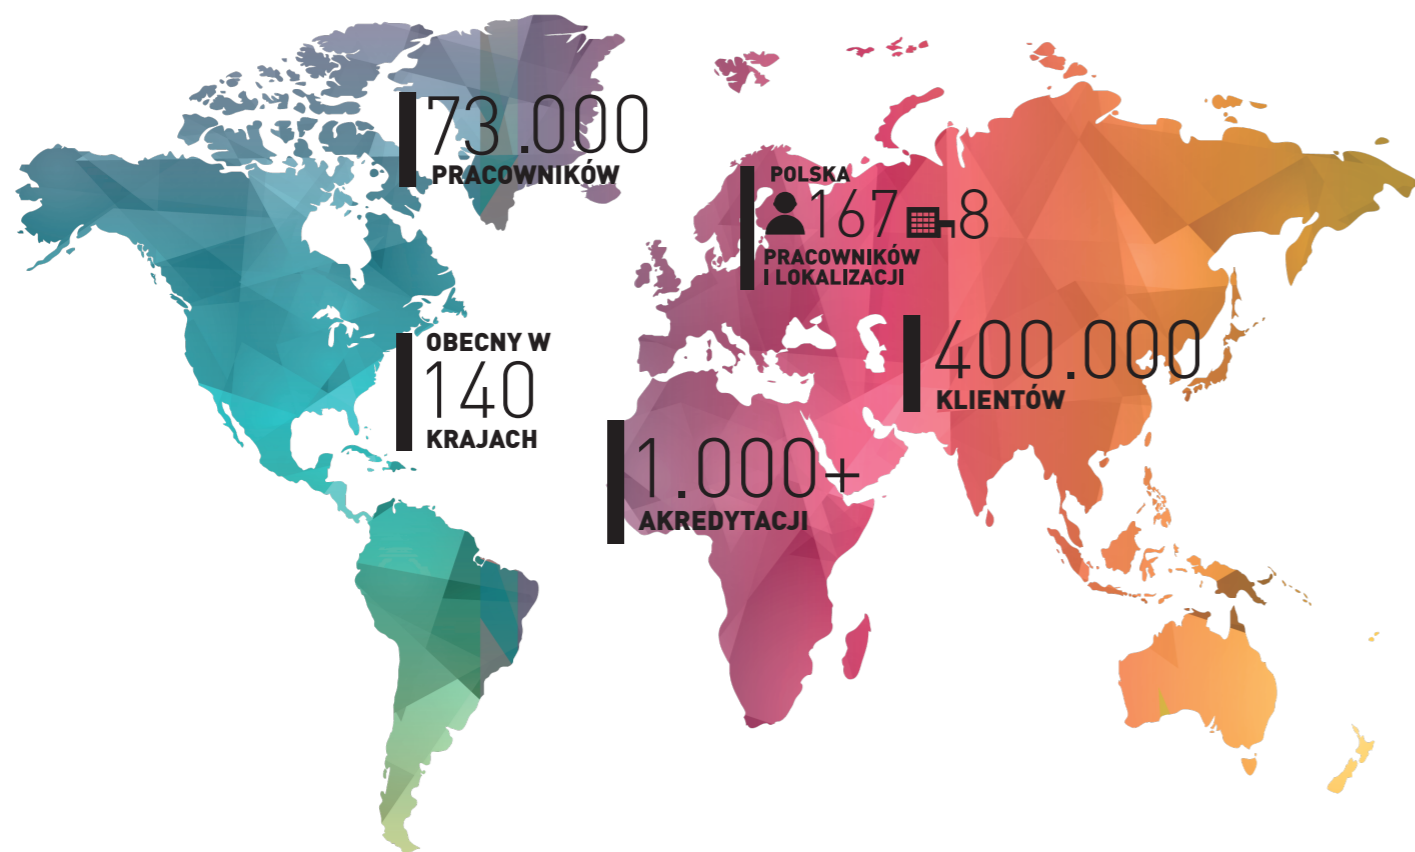 73.000
PRACOWNIKÓW
POLSKA
167 8
PRACOWNIKÓW
I LOKALIZACJI
OBECNY W
140
KRAJACH
400.000
KLIENTÓW
1.000+
AKREDYTACJI